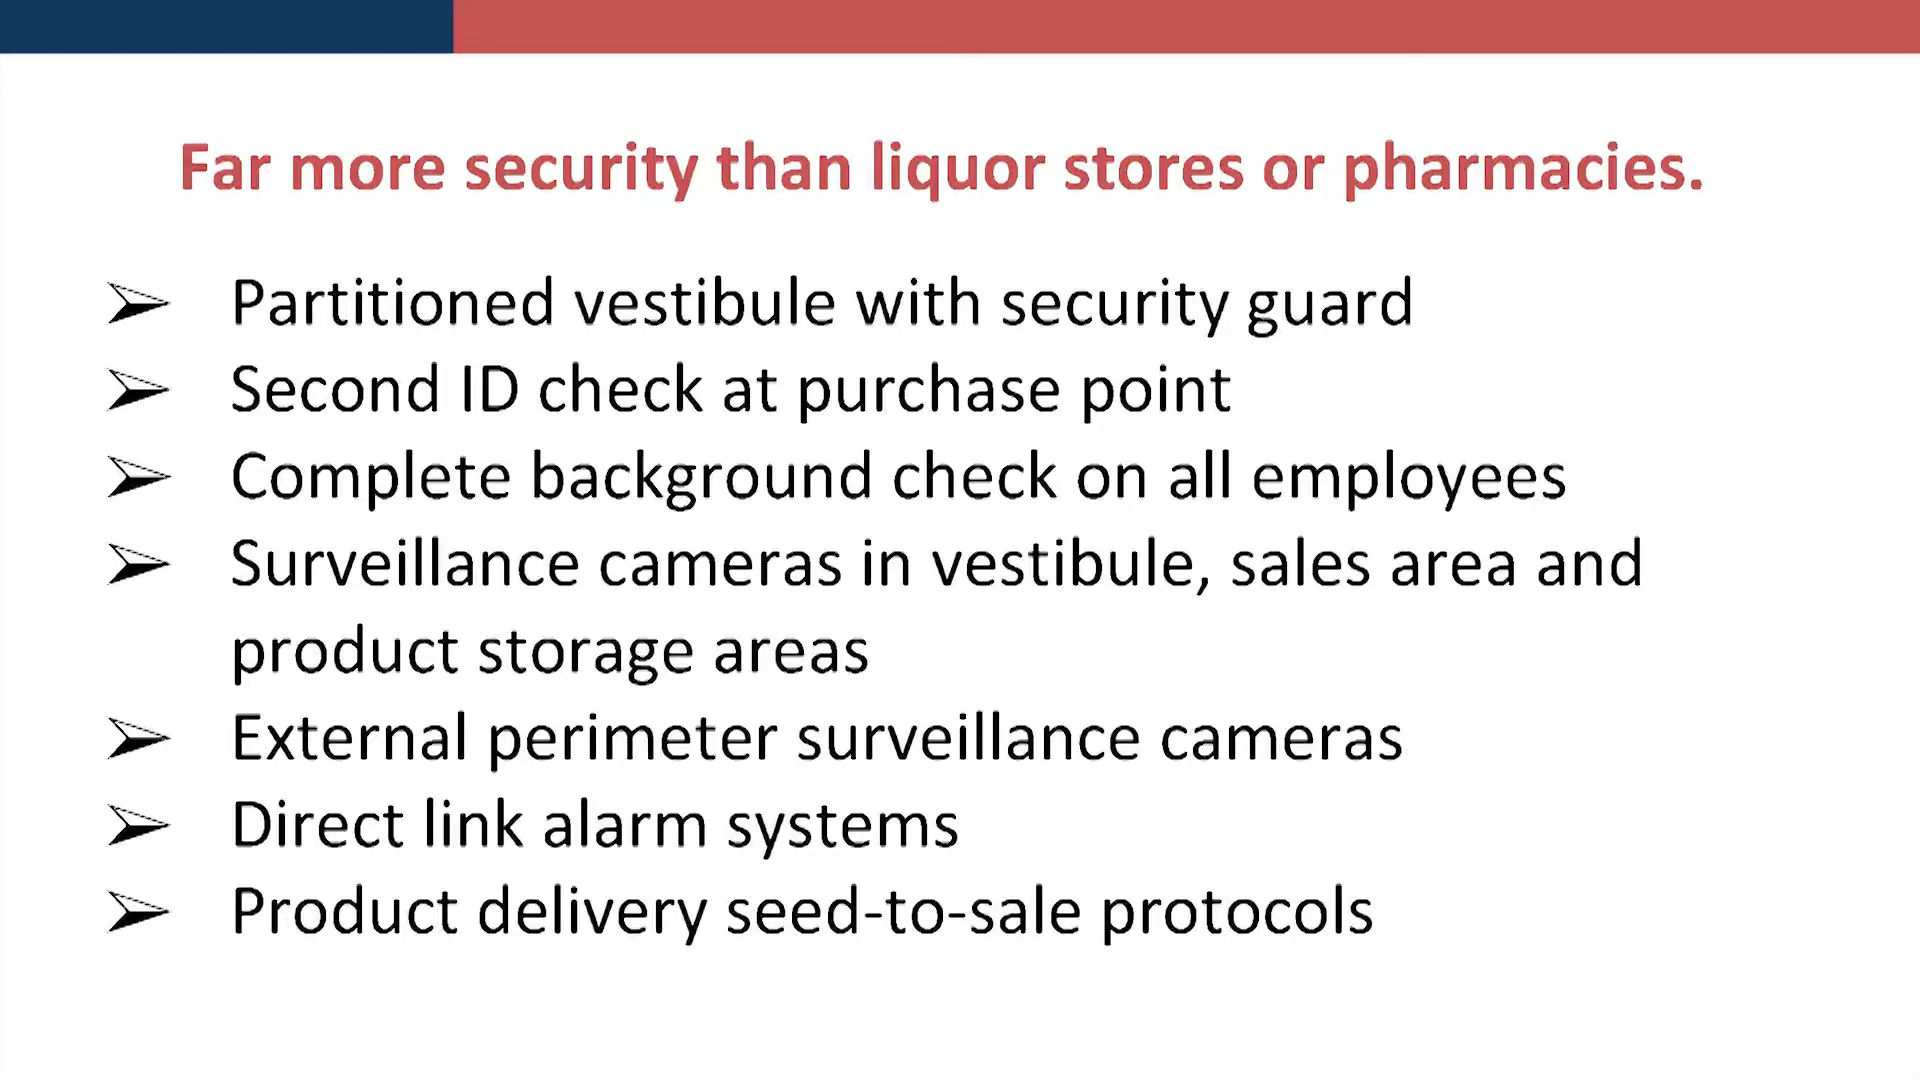 Far more security than liquor stores or pharmacies.
➢ Partitioned vestibule with security guard
➢ Second ID check at purchase point
➢ Complete background check on all employees
➢ Surveillance cameras in vestibule, sales area and
product storage areas
➢ External perimeter surveillance cameras
➢ Direct link alarm systems
➢ Product delivery seed-to-sale protocols